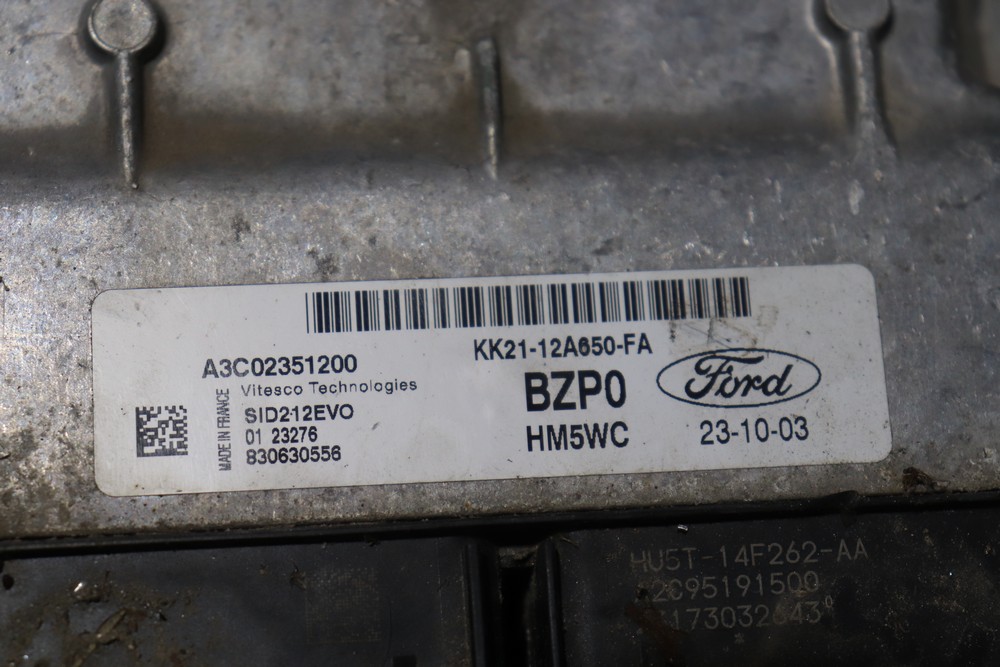 KK21-12A650-FA
A3C02351200
Vitesco Technologies
BZP0
Ford
SID212EVO
MADE IN FRANCE
01 23276
HM5WC
23-10-03
830630556
HU5T-14F262-AA